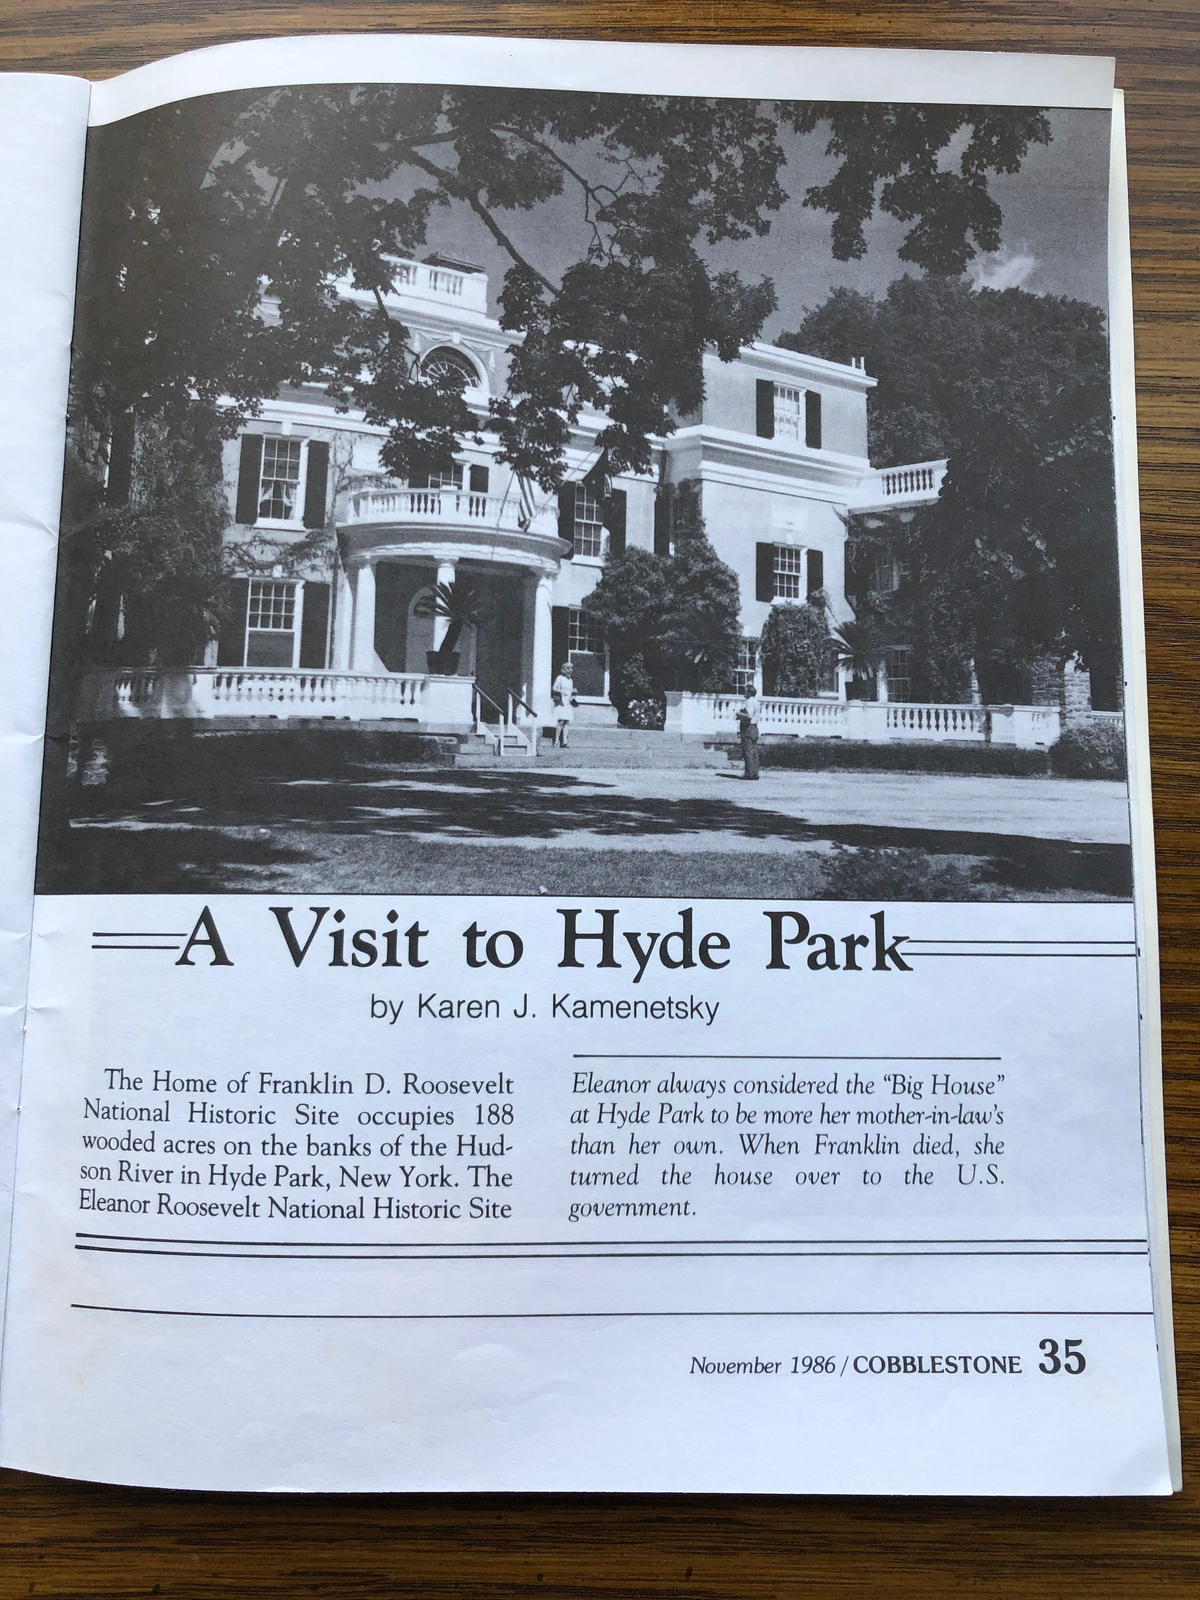 A Visit to Hyde Park
by Karen J. Kamenetsky
The Home of Franklin D. Roosevelt
National Historic Site occupies 188
wooded acres on the banks of the Hud-
son River in Hyde Park, New York. The
Eleanor Roosevelt National Historic Site
Eleanor always considered the “Big House”
at Hyde Park to be more her mother-in-law’s
than her own. When Franklin died, she
turned the house over to the U.S.
government.
November 1986 / COBBLESTONE 35